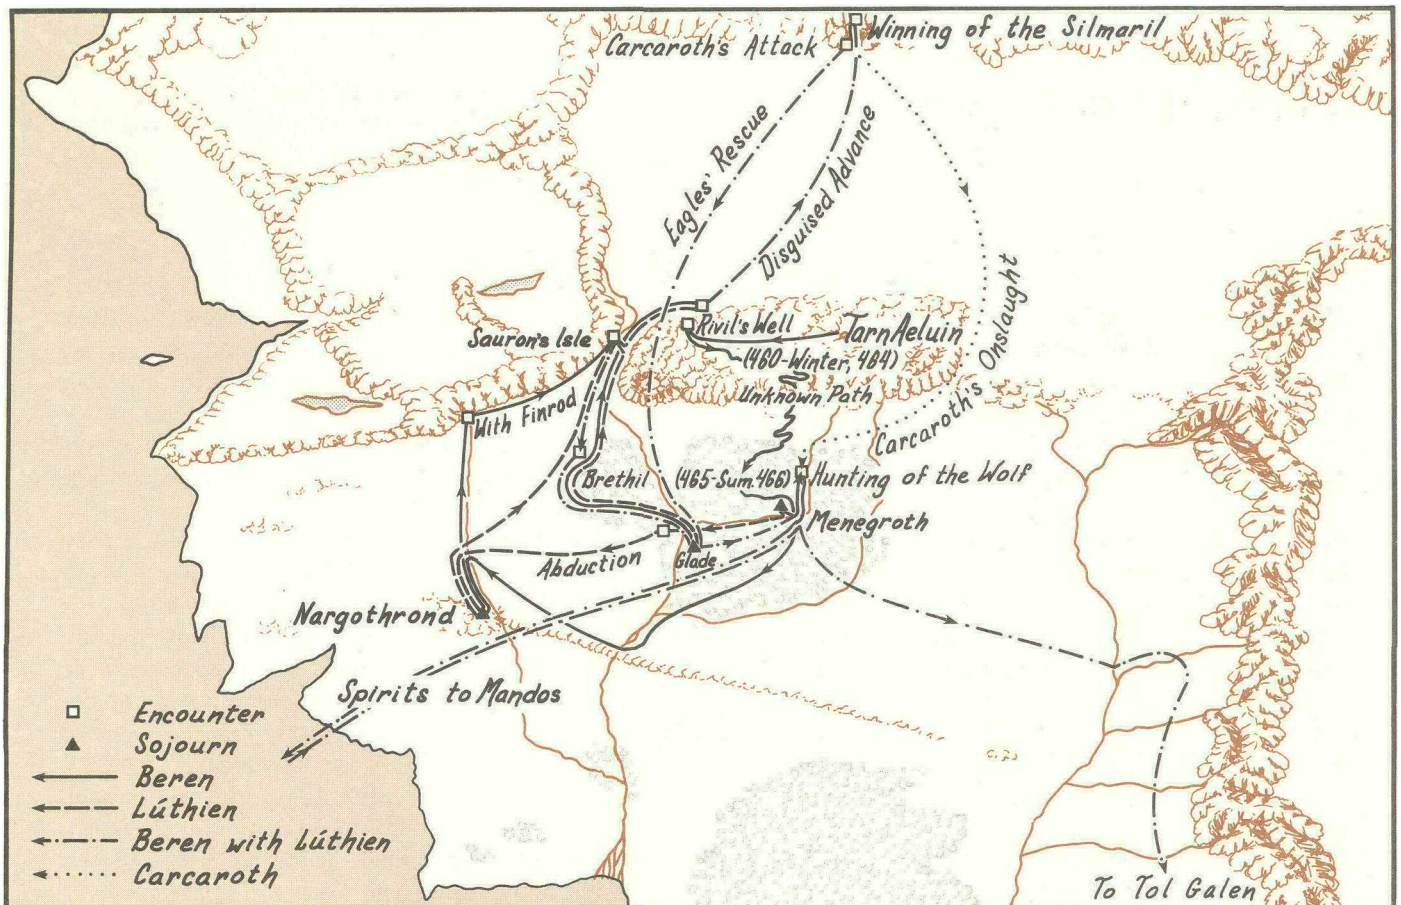 Winning of the Silmaril
Carcaroth's Attack
Eagles' Rescue
Disguised Advance
Carcaroth's Onslaught
Sauron's Isle
Rivil's Well
Tarn Aeluin
(460-Winter, 464)
Unknown Path
With Finrod
Brethil
(465-Sum. 466)
Hunting of the Wolf
Menegroth
Abduction
Glade
Nargothrond
Spirits to Mandos
Encounter
Sojourn
Beren
Lúthien
Beren with Lúthien
Carcaroth
To Tol Galen